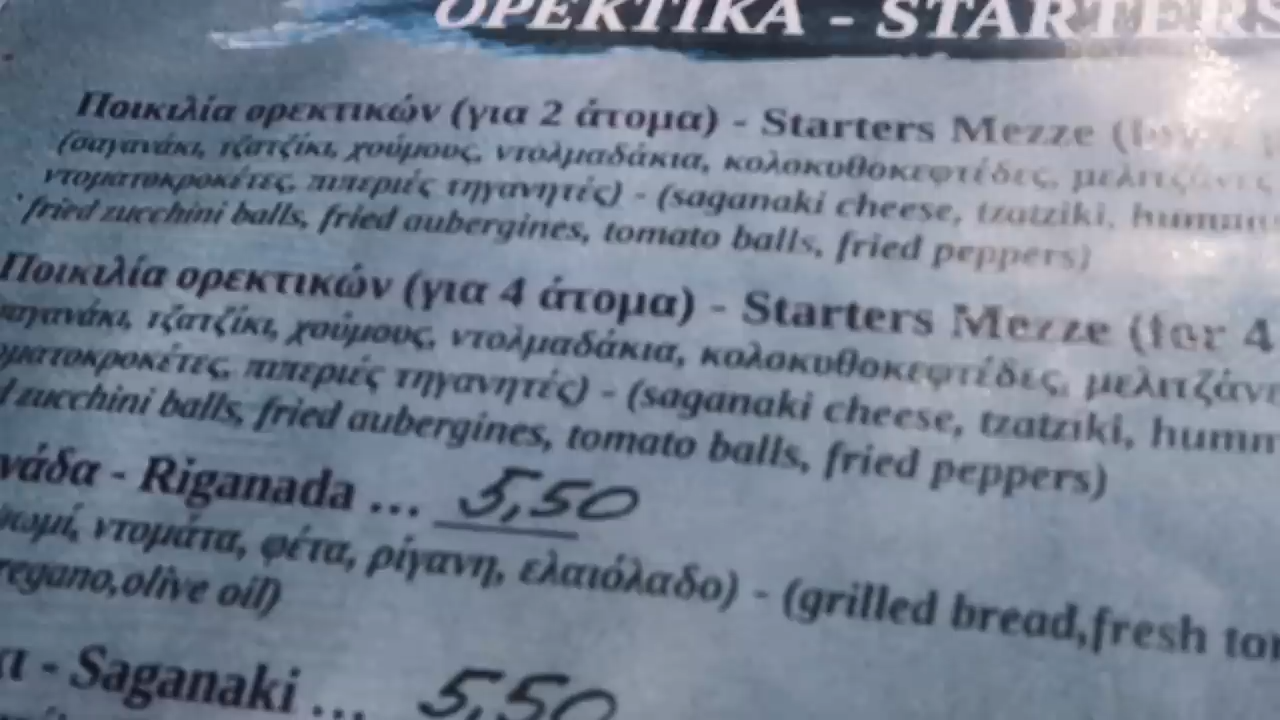 ΟΡΕΚΤΙΚΑ - STARTERS
Ποικιλία ορεκτικών (για 2 άτομα) - Starters Mezze
(σαγανάκι, τζατζίκι, χούμους, ντολμαδάκια, κολοκυθοκεφτέδες,
ντοματοκροκέτες, πιπεριές τηγανητές) - (saganaki cheese, tzatziki,
fried zucchini balls, fried aubergines, tomato balls, fried peppers)
Ποικιλία ορεκτικών (για 4 άτομα) - Starters Mezze (for 4
τζατζίκι, χούμους, ντολμαδάκια, κολοκυθοκεφτέδες,
πιπεριές τηγανητές) - (saganaki cheese, tzatziki,
zucchini balls, fried aubergines, tomato balls, fried peppers)
νάδα - Riganada ... 5,50
ντομάτα, φέτα, ρίγανη, ελαιόλαδο) - (grilled bread,fresh
regano,olive oil)
ι - Saganaki ... 5,50